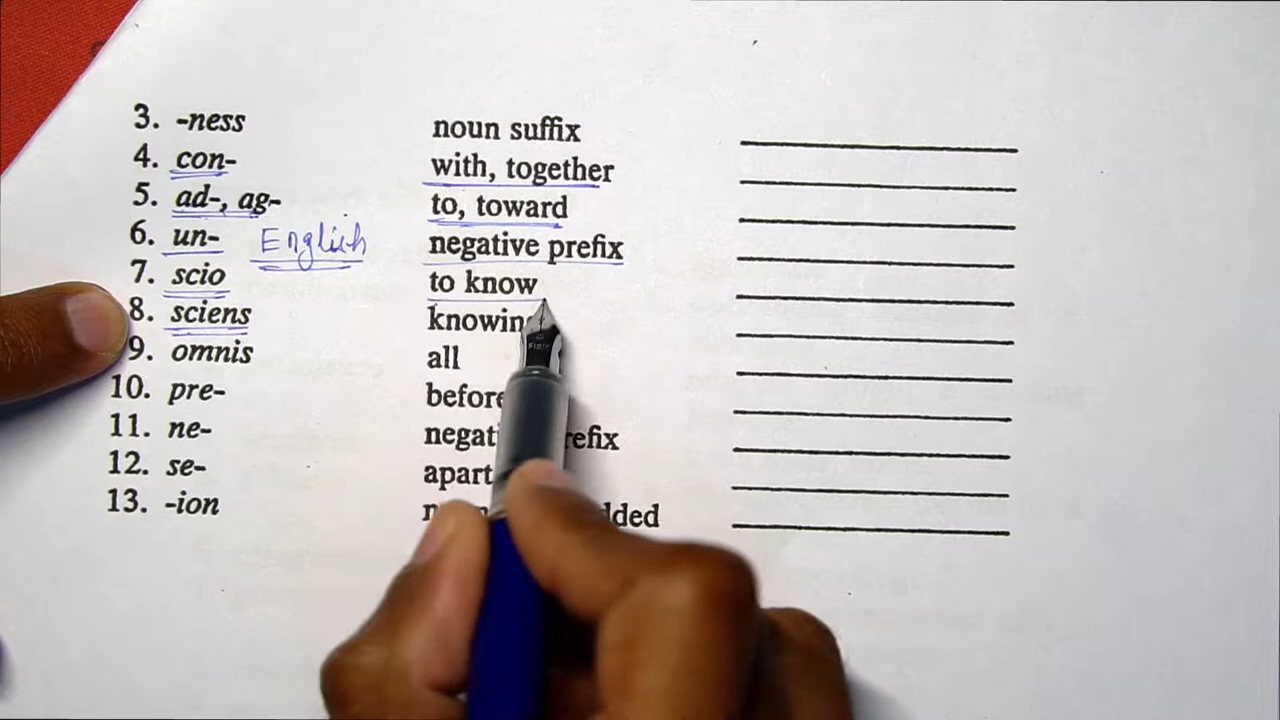 3. -ness noun suffix
4. con- with, together
5. ad-, ag- to, toward
6. un- English negative prefix
7. scio to know
8. sciens
9. omnis all
10. pre- before
11. ne-
12. se- apart
13. -ion